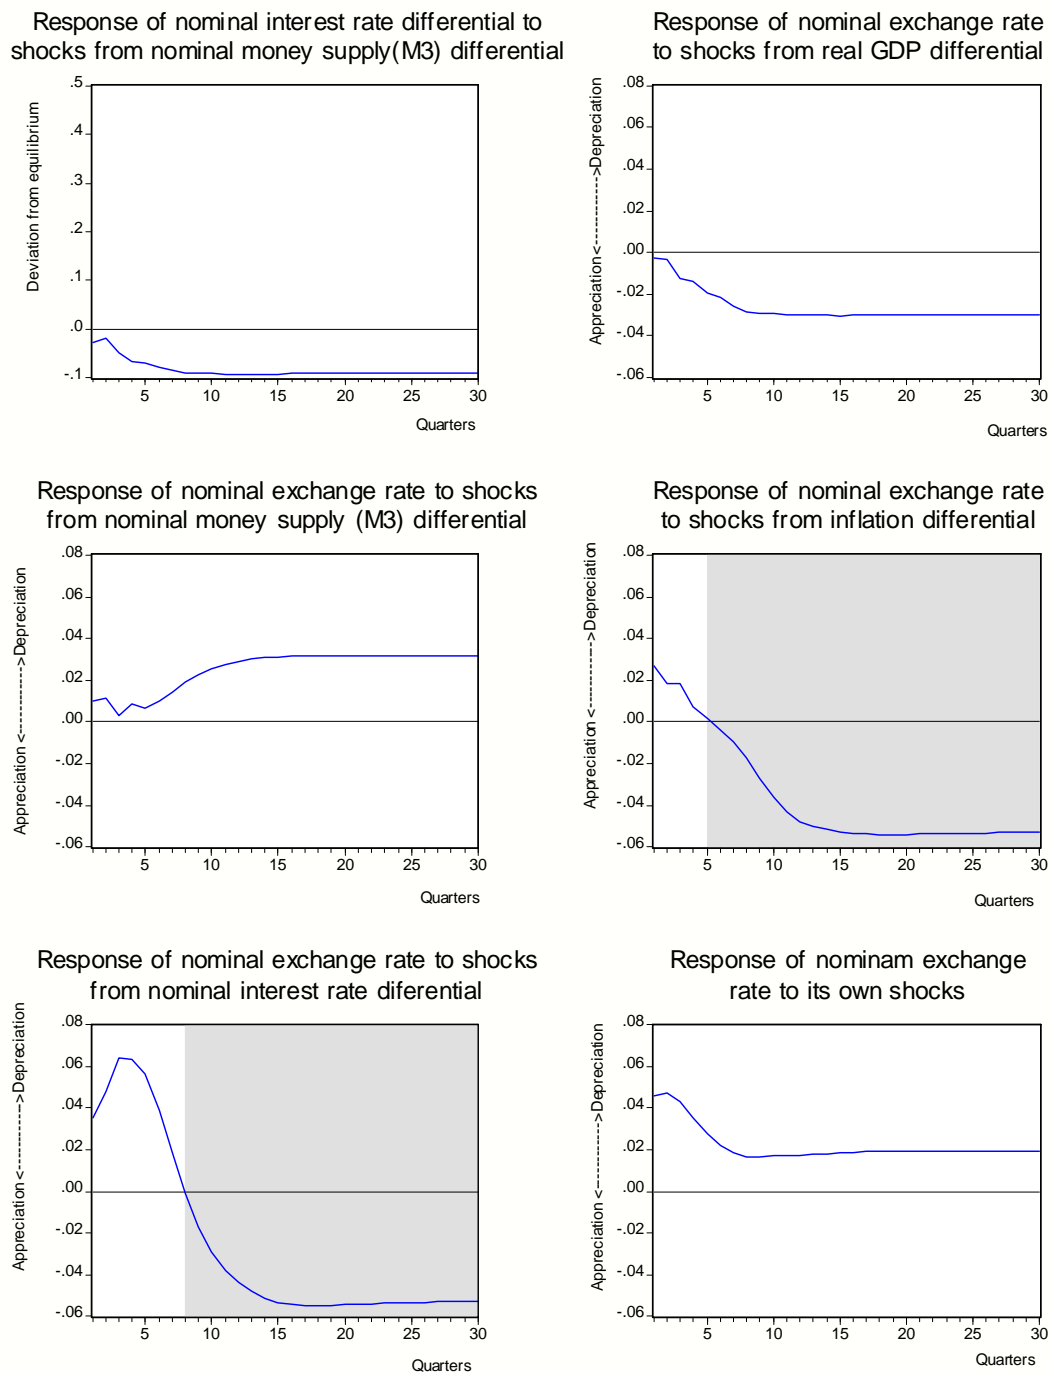 Response of nominal interest rate differential to
shocks from nominal money supply(M3) differential
Deviation from equilibrium
.5
.4
.3
.2
.1
.0
-.1
5 10 15 20 25 30
Quarters
Response of nominal exchange rate
to shocks from real GDP differential
Appreciation <------------>Depreciation
.08
.06
.04
.02
.00
-.02
-.04
-.06
5 10 15 20 25 30
Quarters
Response of nominal exchange rate to shocks
from nominal money supply (M3) differential
Appreciation <------------>Depreciation
.08
.06
.04
.02
.00
-.02
-.04
-.06
5 10 15 20 25 30
Quarters
Response of nominal exchange rate
to shocks from inflation differential
Appreciation <------------>Depreciation
.08
.06
.04
.02
.00
-.02
-.04
-.06
5 10 15 20 25 30
Quarters
Response of nominal exchange rate to shocks
from nominal interest rate diferential
Appreciation <------------>Depreciation
.08
.06
.04
.02
.00
-.02
-.04
-.06
5 10 15 20 25 30
Quarters
Response of nominam exchange
rate to its own shocks
Appreciation <------------>Depreciation
.08
.06
.04
.02
.00
-.02
-.04
-.06
5 10 15 20 25 30
Quarters